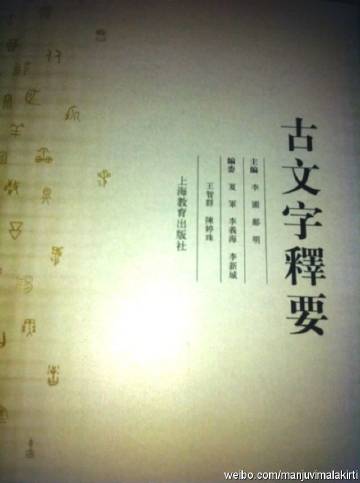 古文字釋要
主編 李圃 鄭明
編委 夏軍 李義海 李新城
王智群 陳婷珠
上海教育出版社
weibo.com/manjuvimalakirti